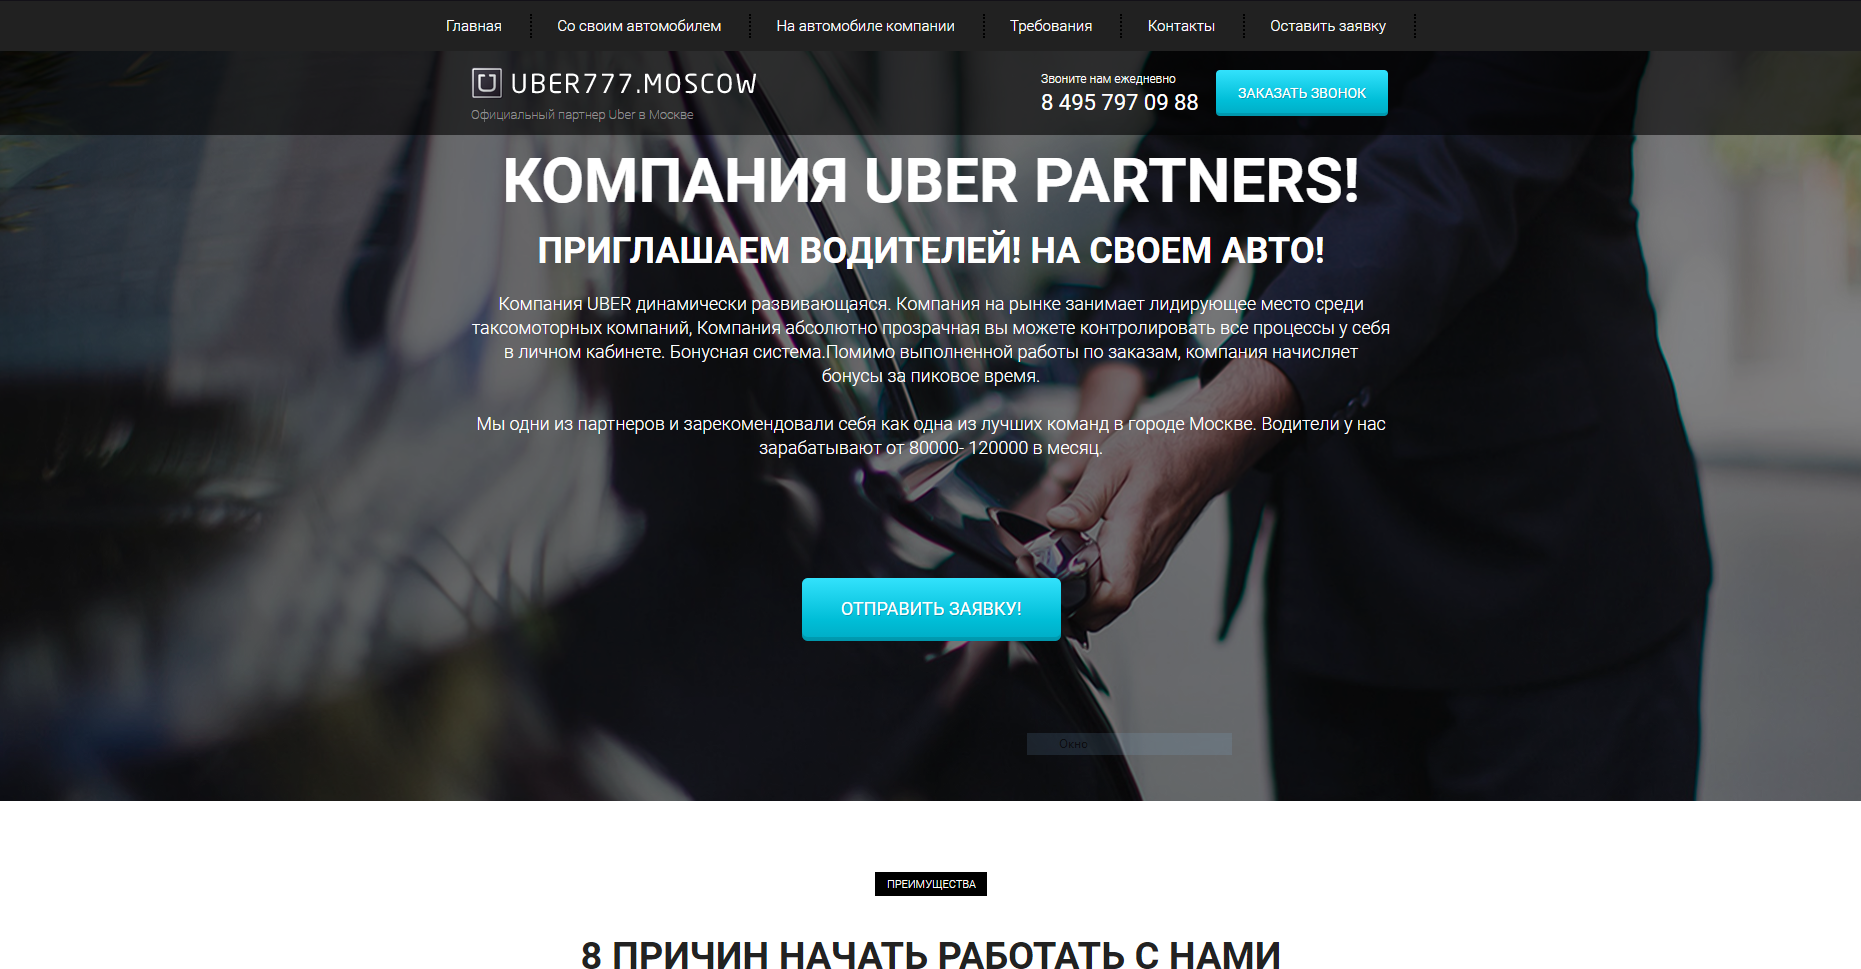 Главная
Со своим автомобилем
На автомобиле компании
Требования
Контакты
Оставить заявку
UBER777.MOSCOW
Официальный партнер Uber в Москве
Звоните нам ежедневно
8 495 797 09 88
ЗАКАЗАТЬ ЗВОНОК
КОМПАНИЯ UBER PARTNERS!
ПРИГЛАШАЕМ ВОДИТЕЛЕЙ! НА СВОЕМ АВТО!
Компания UBER динамически развивающаяся. Компания на рынке занимает лидирующее место среди
таксомоторных компаний, Компания абсолютно прозрачная вы можете контролировать все процессы у себя
в личном кабинете. Бонусная система.Помимо выполненной работы по заказам, компания начисляет
бонусы за пиковое время.
Мы одни из партнеров и зарекомендовали себя как одна из лучших команд в городе Москве. Водители у нас
зарабатывают от 80000- 120000 в месяц.
ОТПРАВИТЬ ЗАЯВКУ!
Окно
ПРЕИМУЩЕСТВА
8 ПРИЧИН НАЧАТЬ РАБОТАТЬ С НАМИ